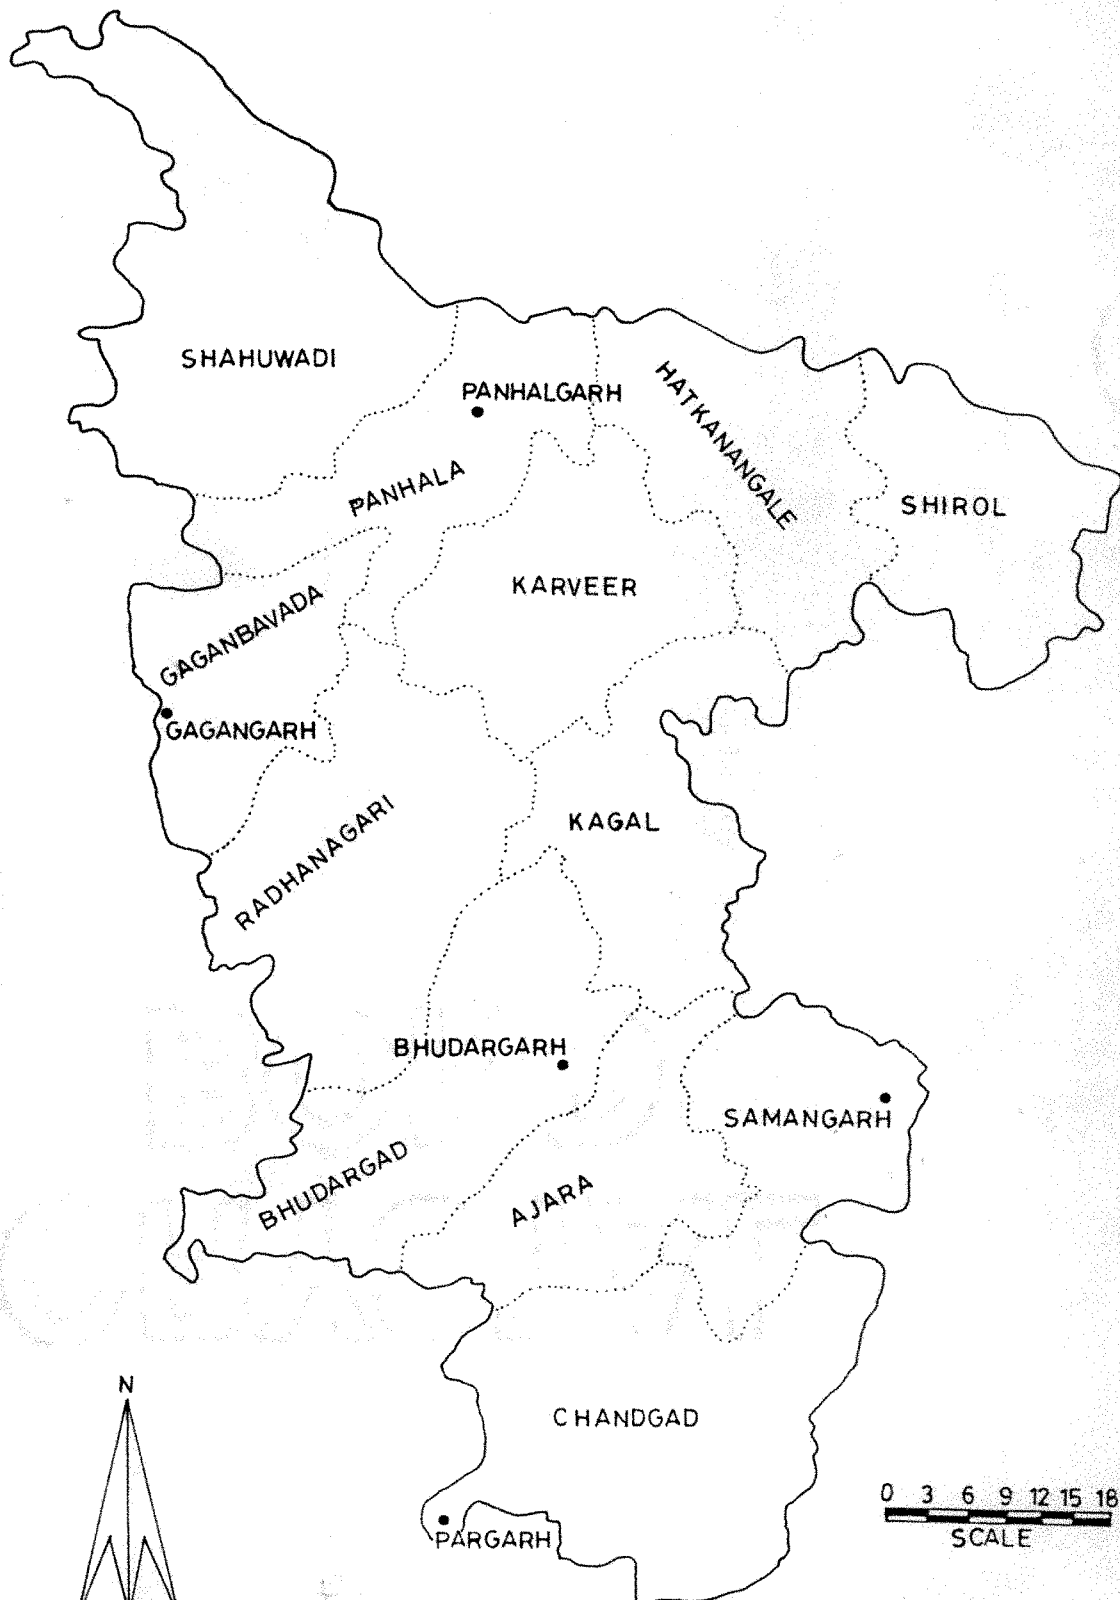 SHAHUWADI
PANHALGARH
HATKANANGALE
PANHALA
SHIROL
KARVEER
GAGANBAVADA
GAGANGARH
KAGAL
RADHANAGARI
BHUDARGARH
SAMANGARH
BHUDARGAD
AJARA
N
CHANDGAD
0 3 6 9 12 15 18
SCALE
PARGARH